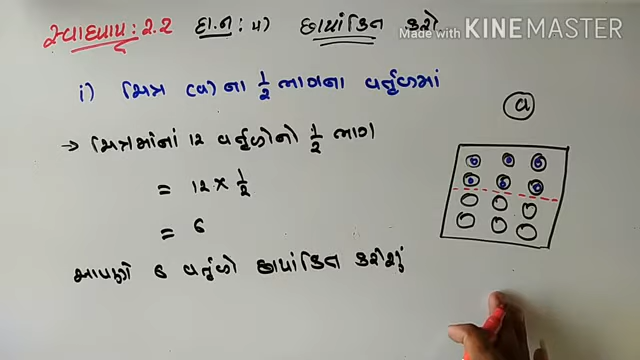 સ્વાધ્યાય : 2.2 દા.ન : 4) છાયાંકિત કરો
Made with KINEMASTER
i) ચિત્ર (a) ના 1/2 ભાગના વર્તુળમાં
a
→ ચિત્રમાંનાં 12 વર્તુળોનો 1/2 ભાગ
= 12 × 1/2
= 6
આપણે 6 વર્તુળો છાયાંકિત કરીશું